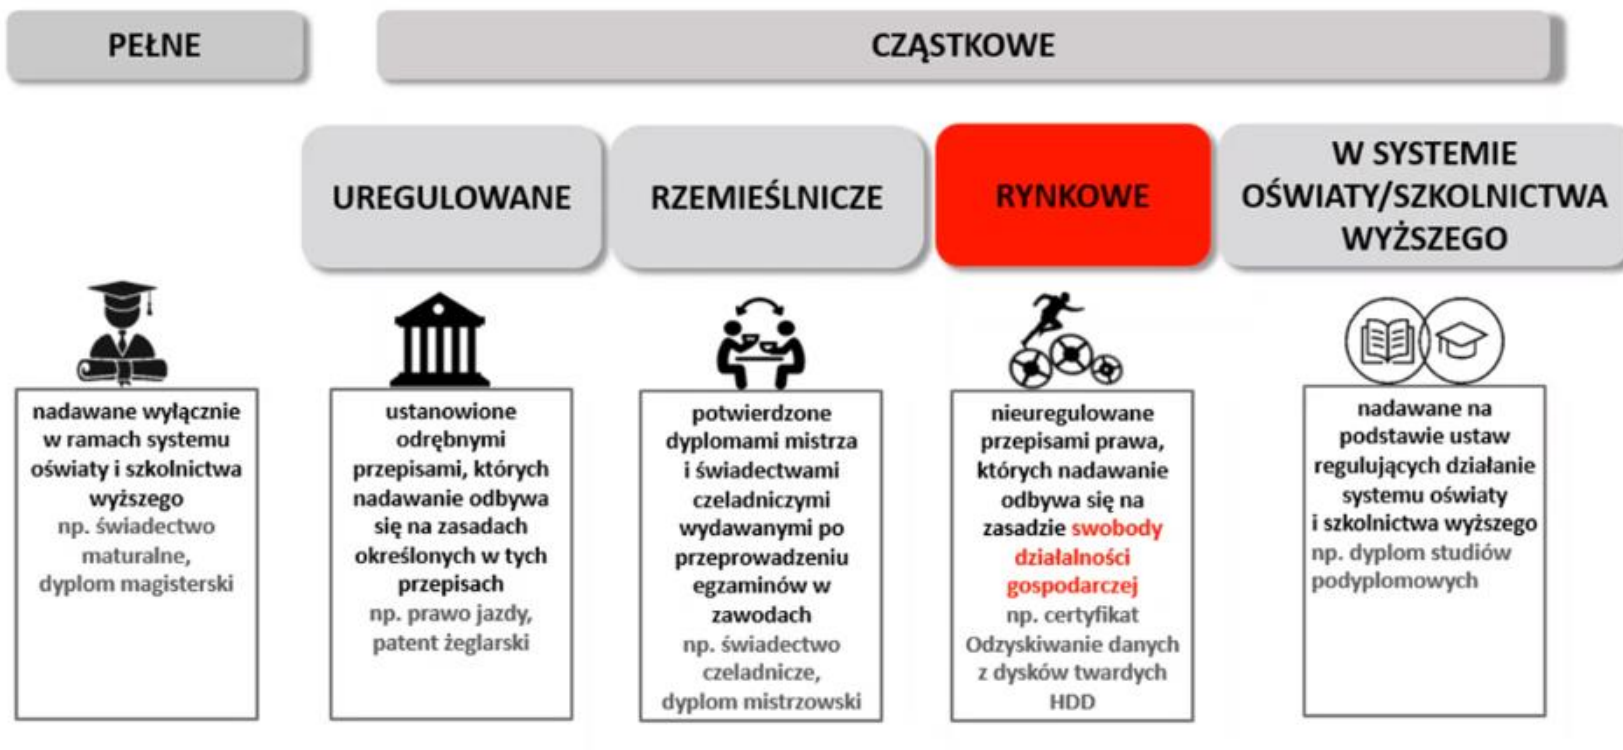 PEŁNE
CZĄSTKOWE
UREGULOWANE
RZEMIEŚLNICZE
RYNKOWE
W SYSTEMIE
OŚWIATY/SZKOLNICTWA
WYŻSZEGO
nadawane wyłącznie
w ramach systemu
oświaty i szkolnictwa
wyższego
np. świadectwo
maturalne,
dyplom magisterski
ustanowione
odrębnymi
przepisami, których
nadawanie odbywa
się na zasadach
określonych w tych
przepisach
np. prawo jazdy,
patent żeglarski
potwierdzone
dyplomami mistrza
i świadectwami
czeladniczymi
wydawanymi po
przeprowadzeniu
egzaminów w
zawodach
np. świadectwo
czeladnicze,
dyplom mistrzowski
nieuregulowane
przepisami prawa,
których nadawanie
odbywa się na
zasadzie swobody
działalności
gospodarczej
np. certyfikat
Odzyskiwanie danych
z dysków twardych
HDD
nadawane na
podstawie ustaw
regulujących działanie
systemu oświaty
i szkolnictwa wyższego
np. dyplom studiów
podyplomowych